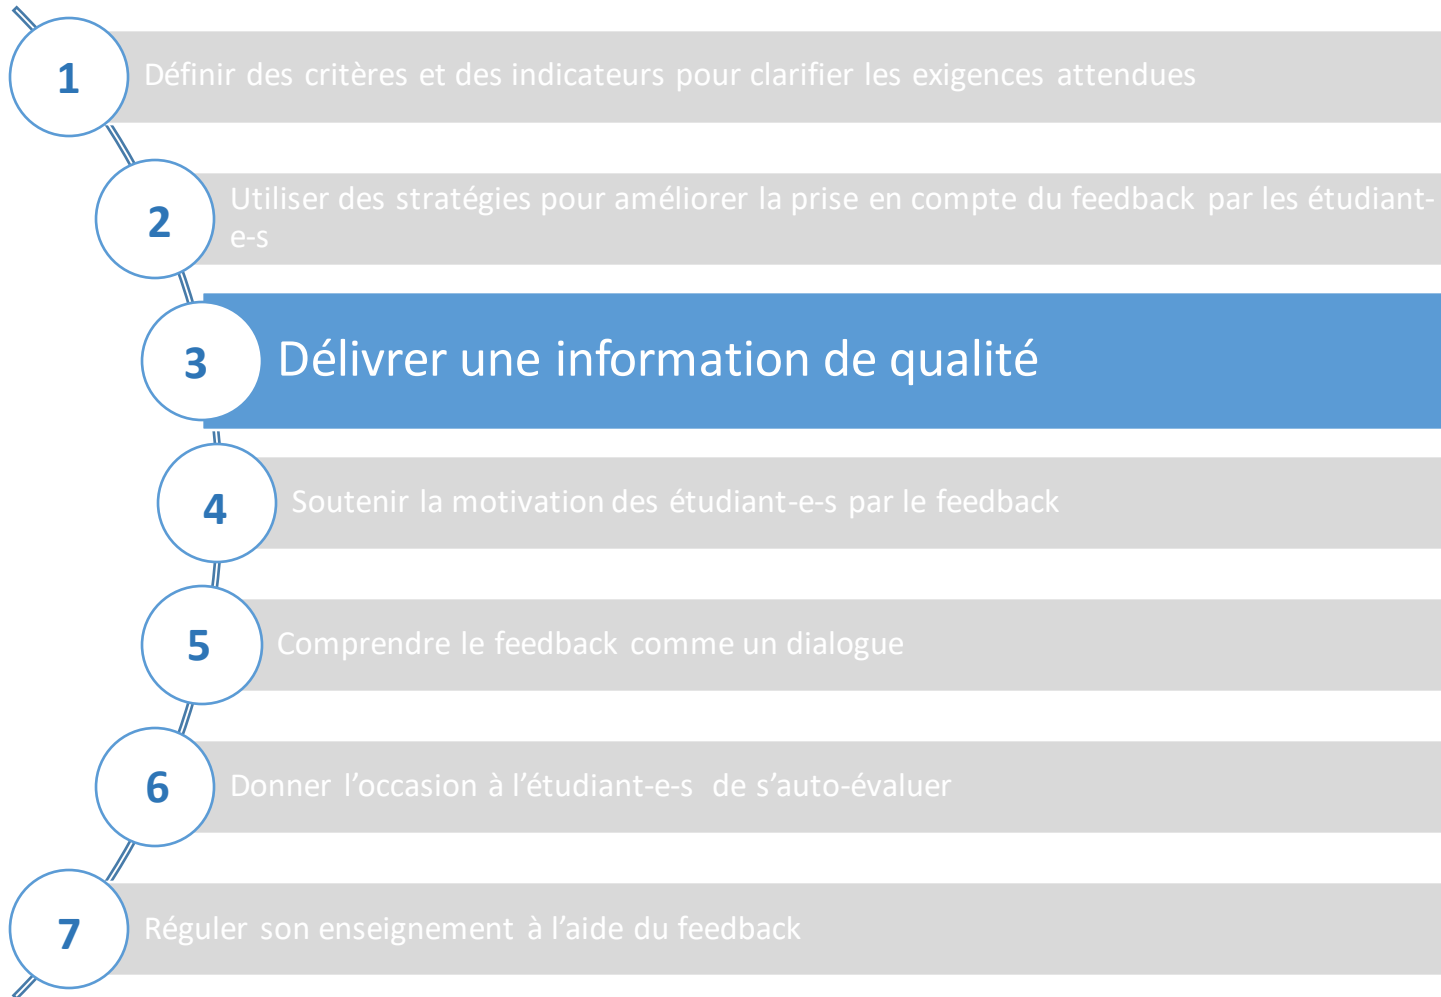 1
Définir des critères et des indicateurs pour clarifier les exigences attendues
2
Utiliser des stratégies pour améliorer la prise en compte du feedback par les étudiant-
e-s
3
Délivrer une information de qualité
4
Soutenir la motivation des étudiant-e-s par le feedback
5
Comprendre le feedback comme un dialogue
6
Donner l’occasion à l’étudiant-e-s de s’auto-évaluer
7
Réguler son enseignement à l’aide du feedback